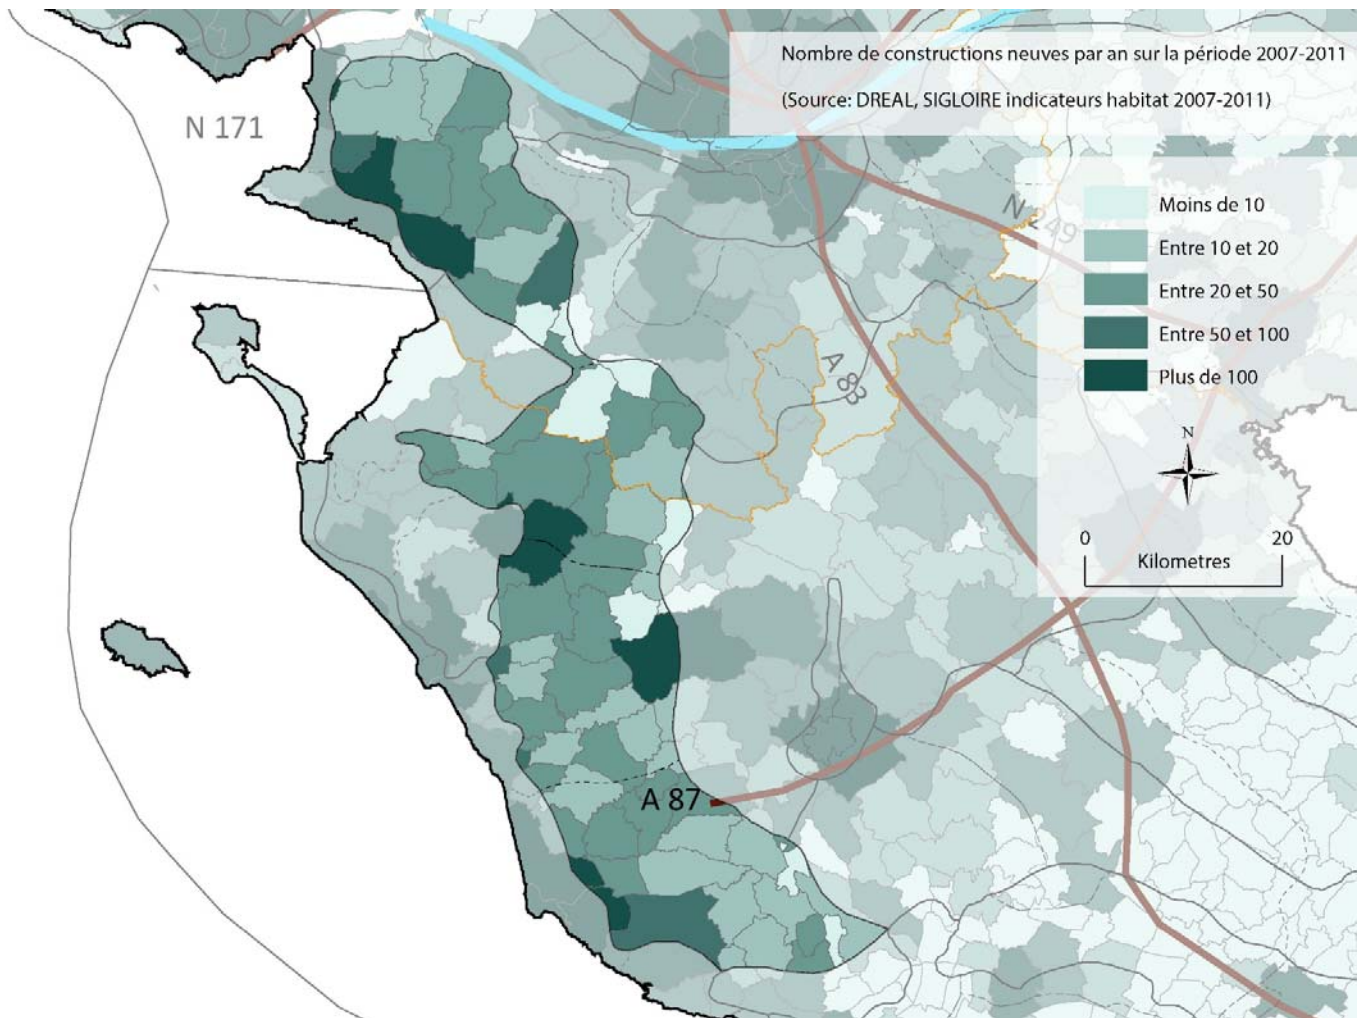 Nombre de constructions neuves par an sur la période 2007-2011
(Source: DREAL, SIGLOIRE indicateurs habitat 2007-2011)
N 171
Moins de 10
N 249
Entre 10 et 20
Entre 20 et 50
Entre 50 et 100
A 83
Plus de 100
N
0 20
Kilometres
A 87